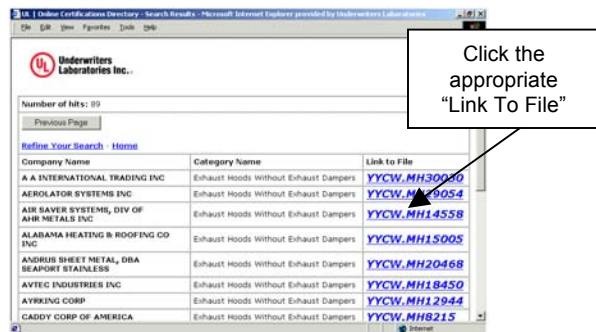 UL | Online Certifications Directory - Search Results - Microsoft Internet Explorer provided by Underwriters Laboratories
File Edit View Favorites Tools Help
Click the
appropriate
“Link To File”
UL
Underwriters
Laboratories Inc.
Number of hits: 89
Previous Page
Refine Your Search - Home
Company Name Category Name Link to File
A A INTERNATIONAL TRADING INC Exhaust Hoods Without Exhaust Dampers YYCW.MH30030
AEROLATOR SYSTEMS INC Exhaust Hoods Without Exhaust Dampers YYCW.MH29054
AIR SAVER SYSTEMS, DIV OF
AHR METALS INC Exhaust Hoods Without Exhaust Dampers YYCW.MH14558
ALABAMA HEATING & ROOFING CO
INC Exhaust Hoods Without Exhaust Dampers YYCW.MH15005
ANDRUS SHEET METAL, DBA
SEAPORT STAINLESS Exhaust Hoods Without Exhaust Dampers YYCW.MH20468
AVTEC INDUSTRIES INC Exhaust Hoods Without Exhaust Dampers YYCW.MH18450
AYRKING CORP Exhaust Hoods Without Exhaust Dampers YYCW.MH12944
CADDY CORP OF AMERICA Exhaust Hoods Without Exhaust Dampers YYCW.MH8215
Internet